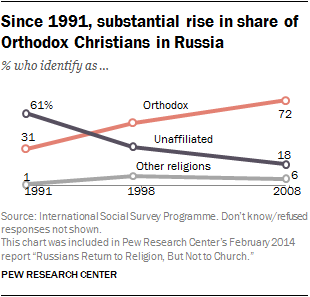 Since 1991, substantial rise in share of
Orthodox Christians in Russia
% who identify as ...
61%
Orthodox
72
31
Unaffiliated
18
Other religions
1
6
1991 1998 2008
Source: International Social Survey Programme. Don't know/refused
responses not shown.
This chart was included in Pew Research Center's February 2014
report "Russians Return to Religion, But Not to Church."
PEW RESEARCH CENTER